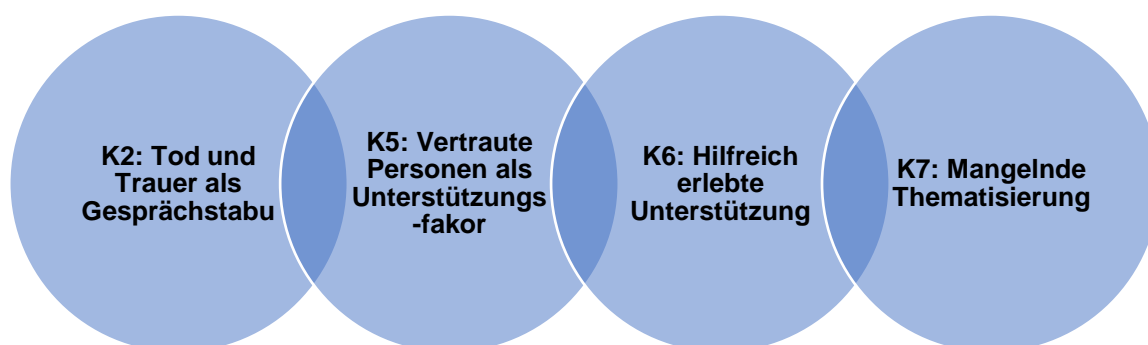 K2: Tod und
Trauer als
Gesprächstabu
K5: Vertraute
Personen als
Unterstützungs
-fakor
K6: Hilfreich
erlebte
Unterstützung
K7: Mangelnde
Thematisierung